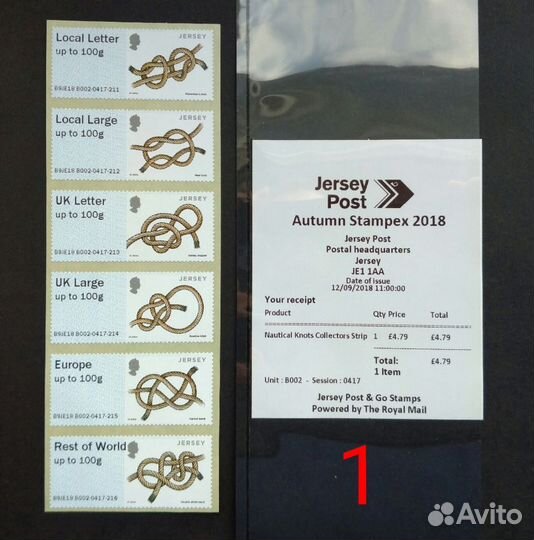 Local Letter
up to 100g
JERSEY
B9JE18 B002-0417-211
Local Large
up to 100g
JERSEY
B9JE18 B002-0417-212
UK Letter
up to 100g
JERSEY
B9JE18 B002-0417-213
UK Large
up to 100g
JERSEY
B9JE18 B002-0417-214
Europe
up to 100g
JERSEY
B9JE18 B002-0417-215
Rest of World
up to 100g
JERSEY
B9JE18 B002-0417-216
Jersey
Post
Autumn Stampex 2018
Jersey Post
Postal headquarters
Jersey
JE1 1AA
Date of issue
12/09/2018 11:00:00
Your receipt
Product Qty Price Total
Nautical Knots Collectors Strip 1 £4.79 £4.79
Total: £4.79
1 Item
Unit : B002 - Session : 0417
Jersey Post & Go Stamps
Powered by The Royal Mail
1
Avito